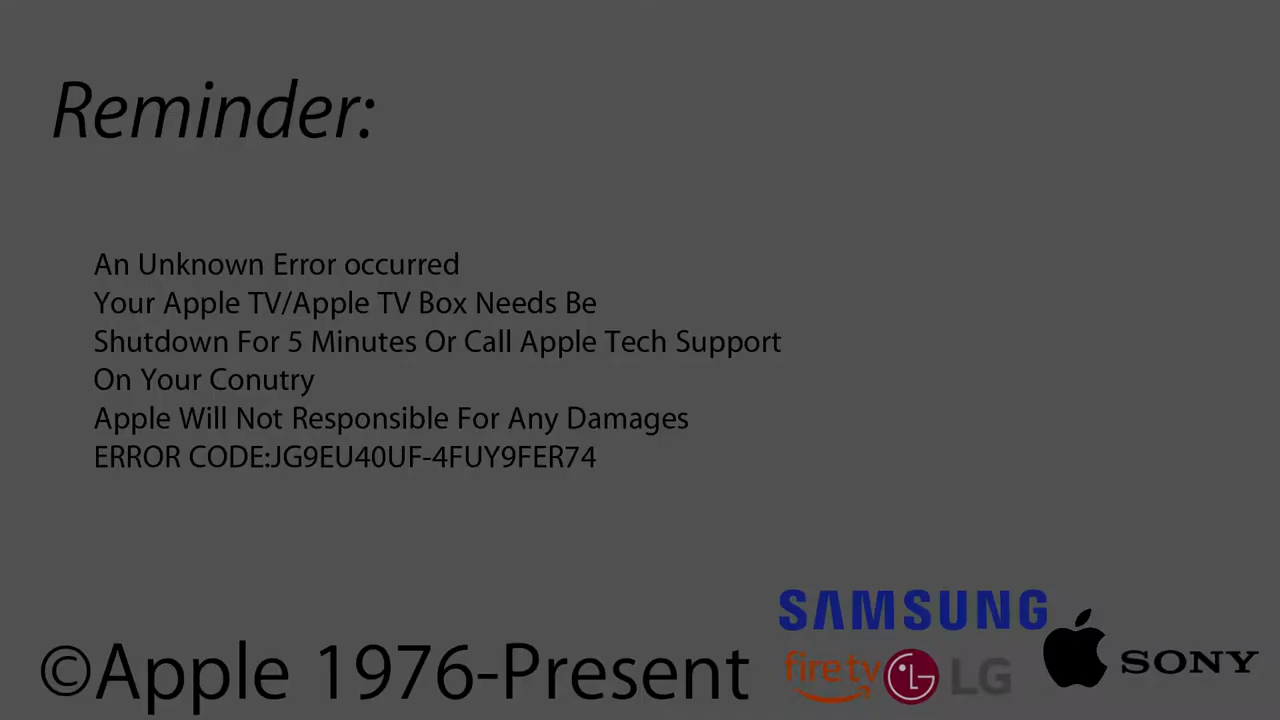 Reminder:
An Unknown Error occurred
Your Apple TV/Apple TV Box Needs Be
Shutdown For 5 Minutes Or Call Apple Tech Support
On Your Conutry
Apple Will Not Responsible For Any Damages
ERROR CODE:JG9EU40UF-4FUY9FER74
©Apple 1976-Present
SAMSUNG
fire tv
LG
SONY